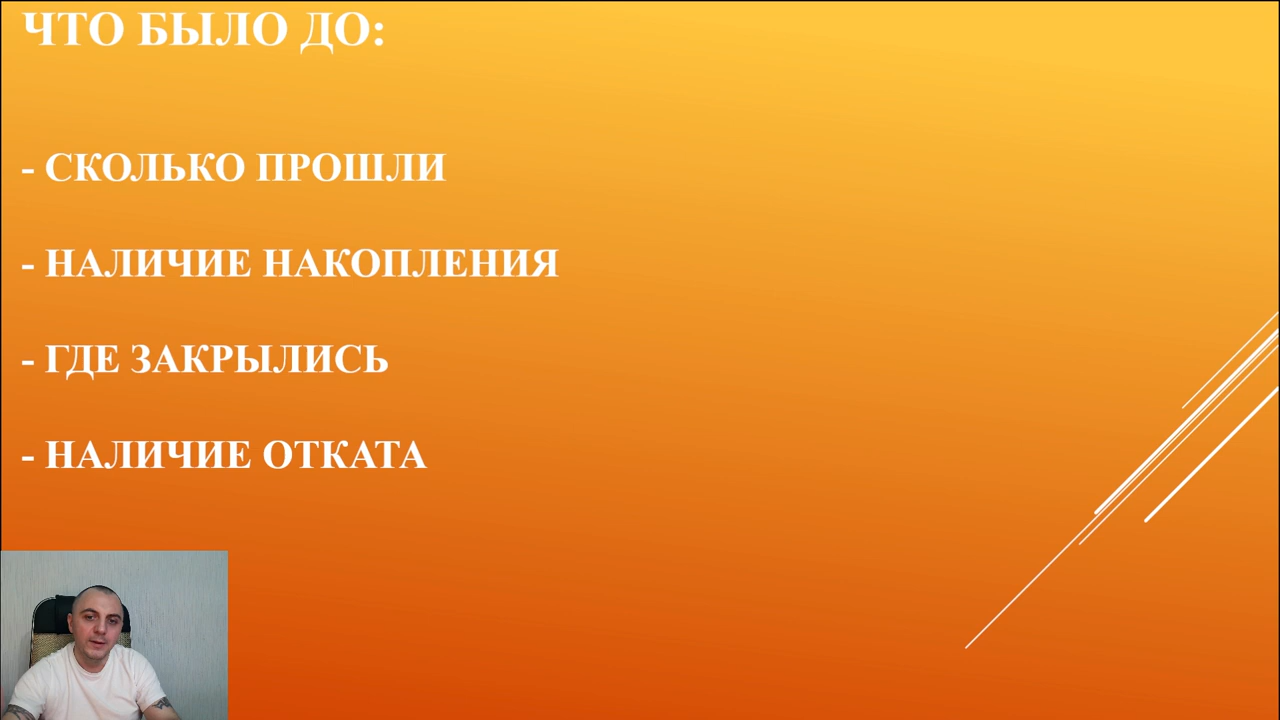 ЧТО БЫЛО ДО:
- СКОЛЬКО ПРОШЛИ
- НАЛИЧИЕ НАКОПЛЕНИЯ
- ГДЕ ЗАКРЫЛИСЬ
- НАЛИЧИЕ ОТКАТА